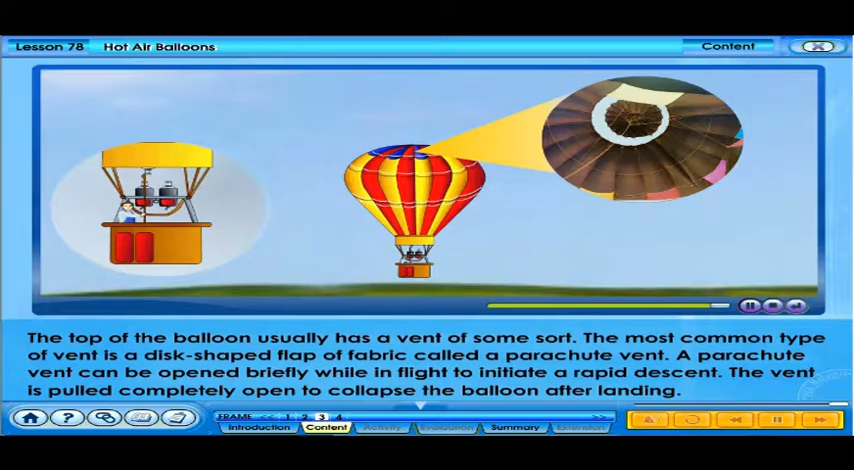 Lesson 78 Hot Air Balloons Content
The top of the balloon usually has a vent of some sort. The most common type
of vent is a disk-shaped flap of fabric called a parachute vent. A parachute
vent can be opened briefly while in flight to initiate a rapid descent. The vent
is pulled completely open to collapse the balloon after landing.
FRAME << 1 2 3 4 >>
Introduction Content Activity Evaluation Summary Extension